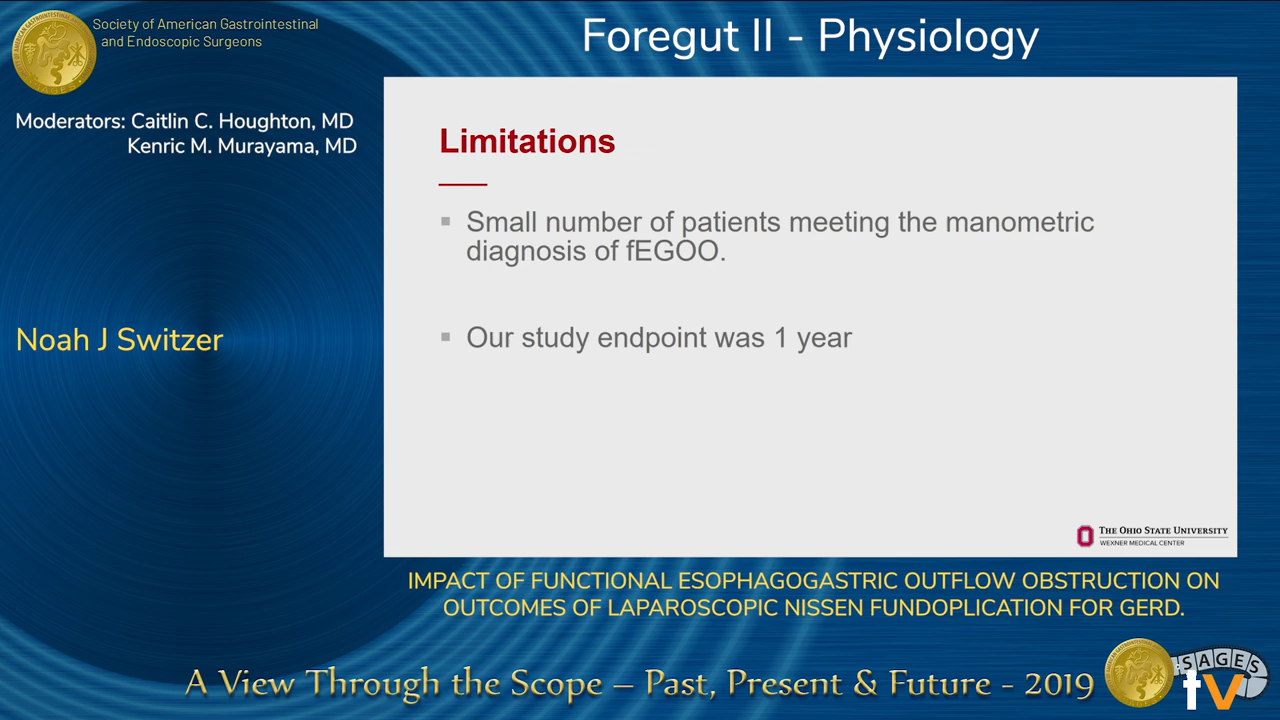 Society of American Gastrointestinal
and Endoscopic Surgeons
Foregut II - Physiology
Moderators: Caitlin C. Houghton, MD
Kenric M. Murayama, MD
Noah J Switzer
Limitations
Small number of patients meeting the manometric
diagnosis of fEGOO.
Our study endpoint was 1 year
THE OHIO STATE UNIVERSITY
WEXNER MEDICAL CENTER
IMPACT OF FUNCTIONAL ESOPHAGOGASTRIC OUTFLOW OBSTRUCTION ON
OUTCOMES OF LAPAROSCOPIC NISSEN FUNDOPLICATION FOR GERD.
A View Through the Scope – Past, Present & Future - 2019
SAGES
tv